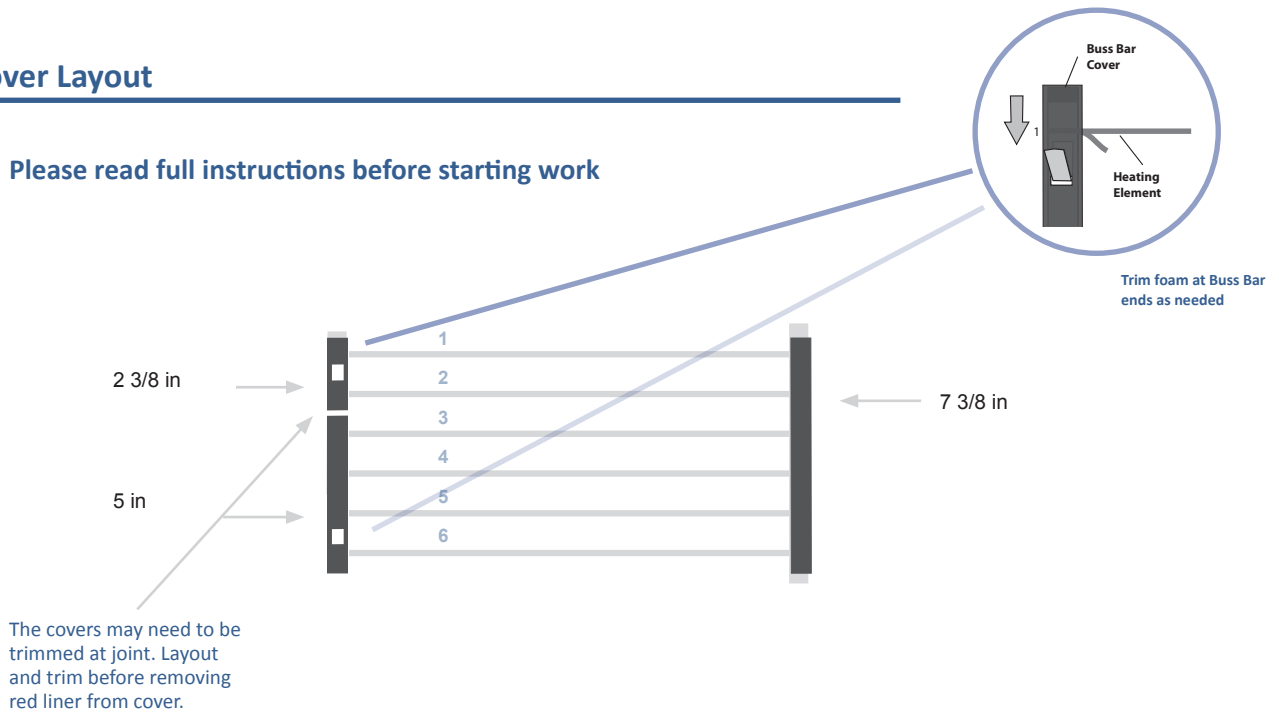 ver Layout
Please read full instructions before starting work
Buss Bar
Cover
1
Heating
Element
Trim foam at Buss Bar
ends as needed
1
2 3/8 in
2
7 3/8 in
3
4
5 in
5
6
The covers may need to be
trimmed at joint. Layout
and trim before removing
red liner from cover.